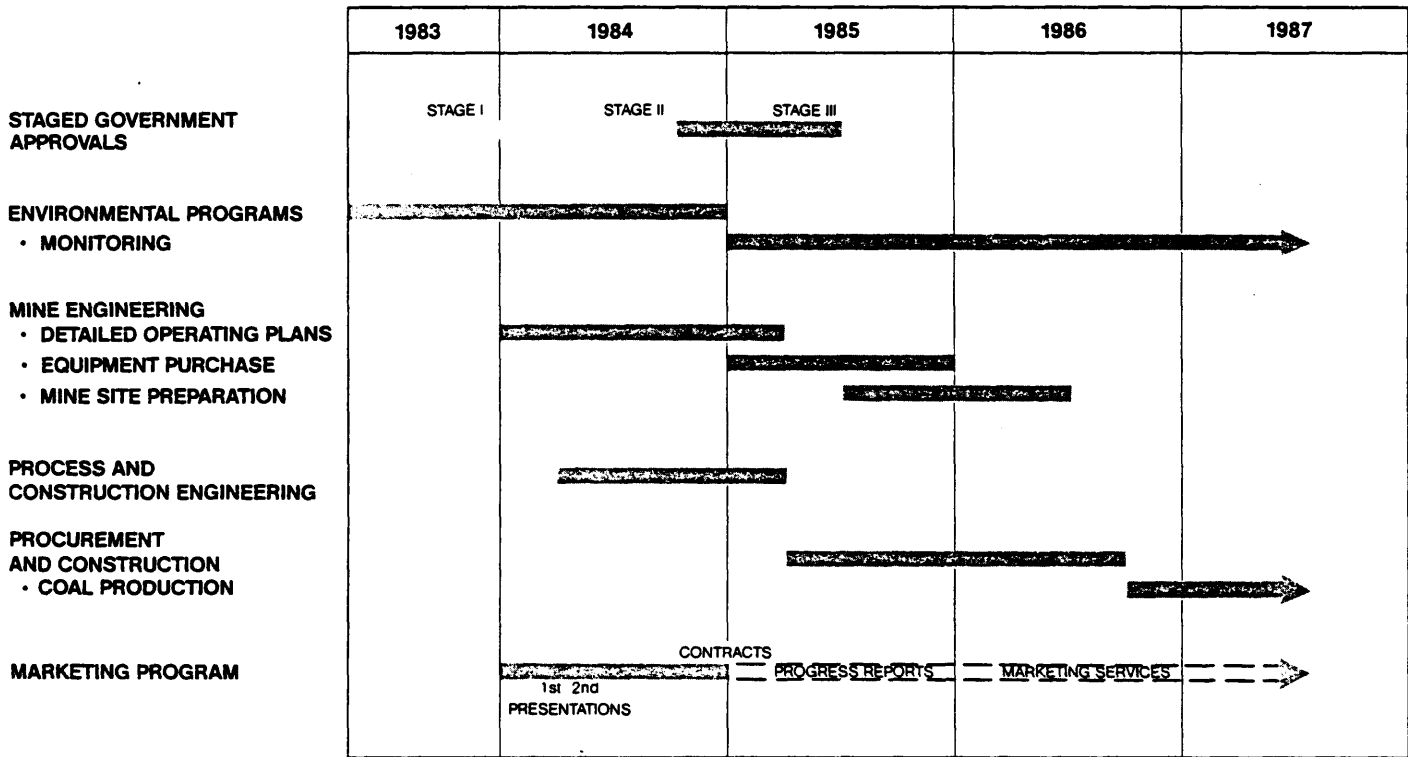 1983 1984 1985 1986 1987
STAGE I STAGE II STAGE III
STAGED GOVERNMENT
APPROVALS
ENVIRONMENTAL PROGRAMS
• MONITORING
MINE ENGINEERING
• DETAILED OPERATING PLANS
• EQUIPMENT PURCHASE
• MINE SITE PREPARATION
PROCESS AND
CONSTRUCTION ENGINEERING
PROCUREMENT
AND CONSTRUCTION
• COAL PRODUCTION
CONTRACTS
MARKETING PROGRAM PROGRESS REPORTS MARKETING SERVICES
1st 2nd
PRESENTATIONS